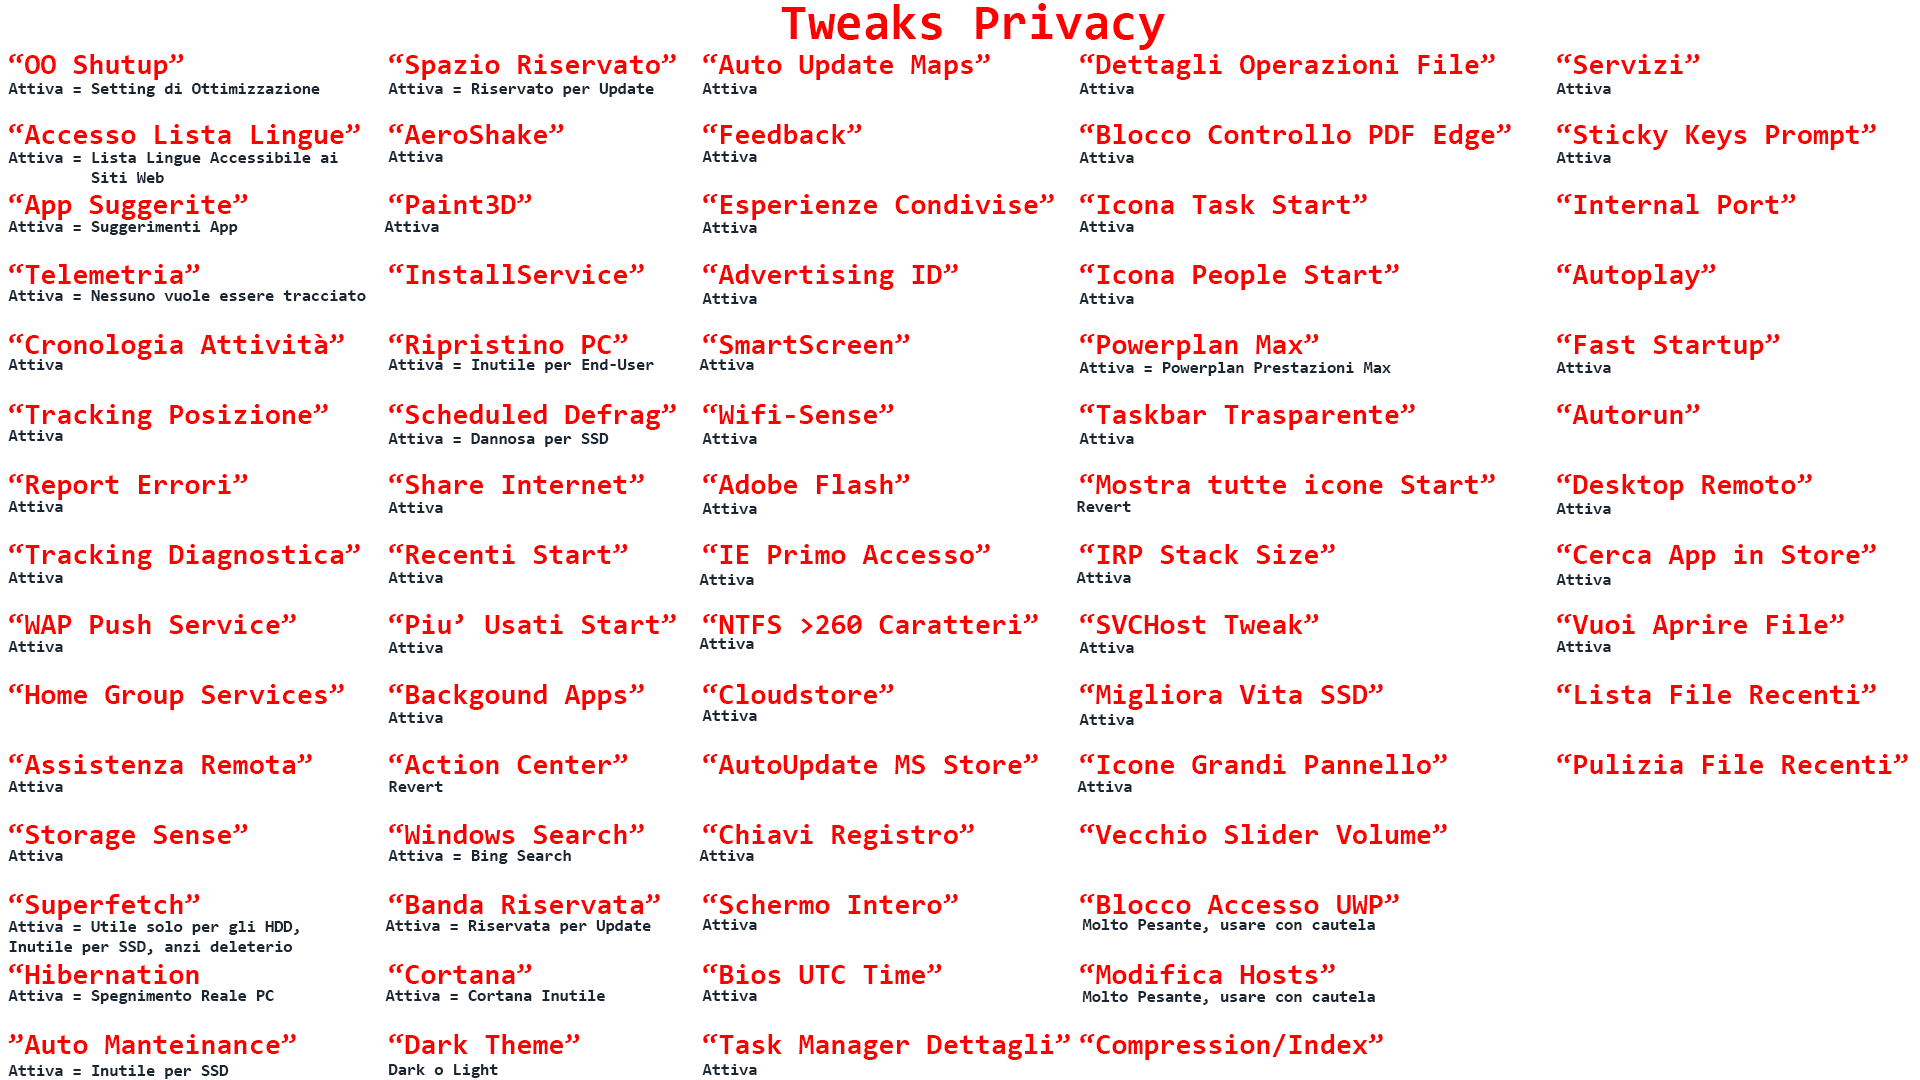 Tweaks Privacy
“OO Shutup”
Attiva = Setting di Ottimizzazione
“Accesso Lista Lingue”
Attiva = Lista Lingue Accessibile ai
Siti Web
“App Suggerite”
Attiva = Suggerimenti App
“Telemetria”
Attiva = Nessuno vuole essere tracciato
“Cronologia Attività”
Attiva
“Tracking Posizione”
Attiva
“Report Errori”
Attiva
“Tracking Diagnostica”
Attiva
“WAP Push Service”
Attiva
“Home Group Services”
“Assistenza Remota”
Attiva
“Storage Sense”
Attiva
“Superfetch”
Attiva = Utile solo per gli HDD,
Inutile per SSD, anzi deleterio
“Hibernation
Attiva = Spegnimento Reale PC
”Auto Manteinance”
Attiva = Inutile per SSD
“Spazio Riservato”
Attiva = Riservato per Update
“AeroShake”
Attiva
“Paint3D”
Attiva
“InstallService”
“Ripristino PC”
Attiva = Inutile per End-User
“Scheduled Defrag”
Attiva = Dannosa per SSD
“Share Internet”
Attiva
“Recenti Start”
Attiva
“Piu’ Usati Start”
Attiva
“Backgound Apps”
Attiva
“Action Center”
Revert
“Windows Search”
Attiva = Bing Search
“Banda Riservata”
Attiva = Riservata per Update
“Cortana”
Attiva = Cortana Inutile
“Dark Theme”
Dark o Light
“Auto Update Maps”
Attiva
“Feedback”
Attiva
“Esperienze Condivise”
Attiva
“Advertising ID”
Attiva
“SmartScreen”
Attiva
“Wifi-Sense”
Attiva
“Adobe Flash”
Attiva
“IE Primo Accesso”
Attiva
“NTFS >260 Caratteri”
Attiva
“Cloudstore”
Attiva
“AutoUpdate MS Store”
“Chiavi Registro”
Attiva
“Schermo Intero”
Attiva
“Bios UTC Time”
Attiva
“Task Manager Dettagli”
Attiva
“Dettagli Operazioni File”
Attiva
“Blocco Controllo PDF Edge”
Attiva
“Icona Task Start”
Attiva
“Icona People Start”
Attiva
“Powerplan Max”
Attiva = Powerplan Prestazioni Max
“Taskbar Trasparente”
Attiva
“Mostra tutte icone Start”
Revert
“IRP Stack Size”
Attiva
“SVCHost Tweak”
Attiva
“Migliora Vita SSD”
Attiva
“Icone Grandi Pannello”
Attiva
“Vecchio Slider Volume”
“Blocco Accesso UWP”
Molto Pesante, usare con cautela
“Modifica Hosts”
Molto Pesante, usare con cautela
“Compression/Index”
“Servizi”
Attiva
“Sticky Keys Prompt”
Attiva
“Internal Port”
“Autoplay”
“Fast Startup”
Attiva
“Autorun”
“Desktop Remoto”
Attiva
“Cerca App in Store”
Attiva
“Vuoi Aprire File”
Attiva
“Lista File Recenti”
“Pulizia File Recenti”